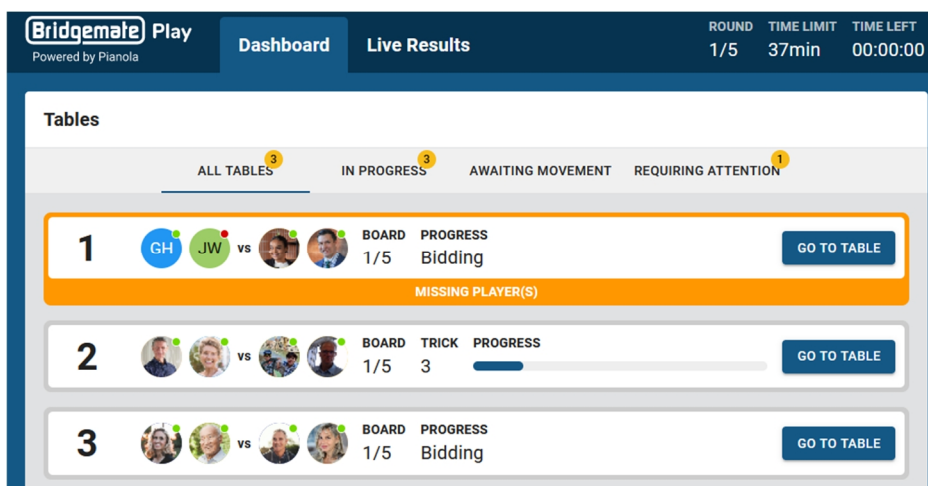 Bridgemate Play
Powered by Pianola
Dashboard
Live Results
ROUND TIME LIMIT TIME LEFT
1/5 37min 00:00:00
Tables
ALL TABLES 3
IN PROGRESS 3
AWAITING MOVEMENT
REQUIRING ATTENTION 1
1
GH JW vs
BOARD PROGRESS
1/5 Bidding
GO TO TABLE
MISSING PLAYER(S)
2
vs
BOARD TRICK PROGRESS
1/5 3
GO TO TABLE
3
vs
BOARD PROGRESS
1/5 Bidding
GO TO TABLE